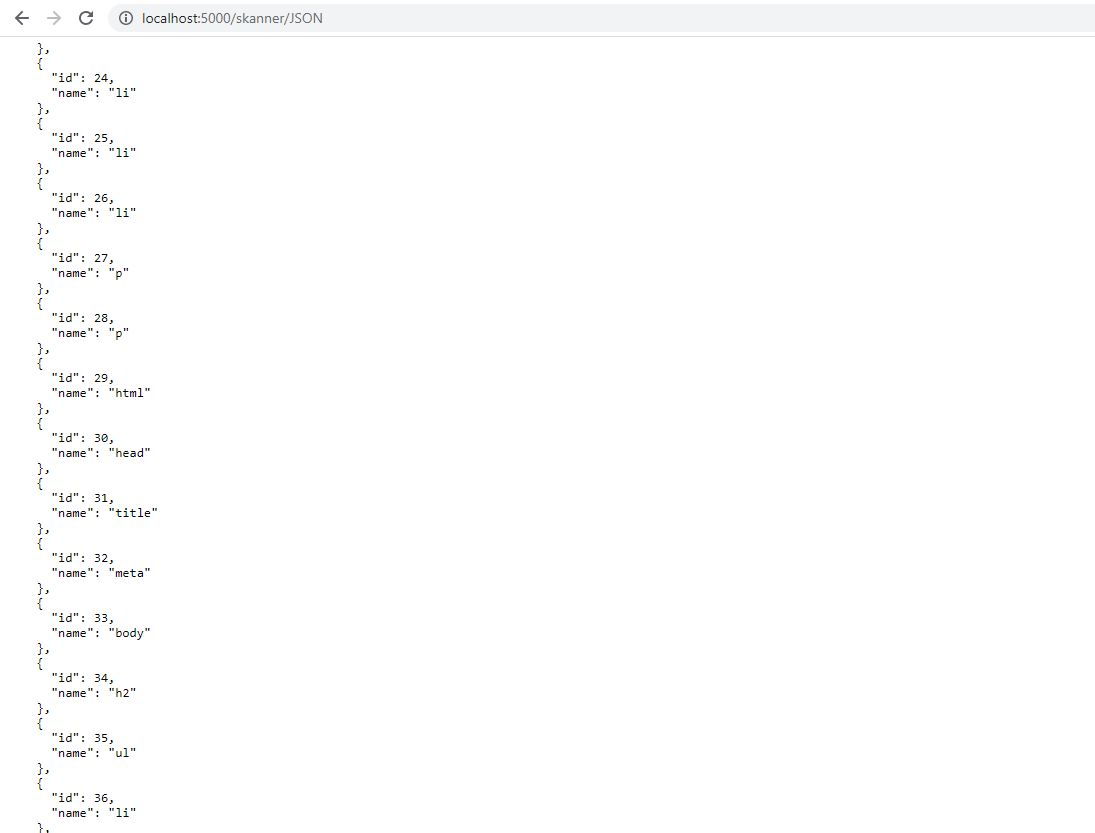 localhost:5000/skanner/JSON
},
{
"id": 24,
"name": "li"
},
{
"id": 25,
"name": "li"
},
{
"id": 26,
"name": "li"
},
{
"id": 27,
"name": "p"
},
{
"id": 28,
"name": "p"
},
{
"id": 29,
"name": "html"
},
{
"id": 30,
"name": "head"
},
{
"id": 31,
"name": "title"
},
{
"id": 32,
"name": "meta"
},
{
"id": 33,
"name": "body"
},
{
"id": 34,
"name": "h2"
},
{
"id": 35,
"name": "ul"
},
{
"id": 36,
"name": "li"
},